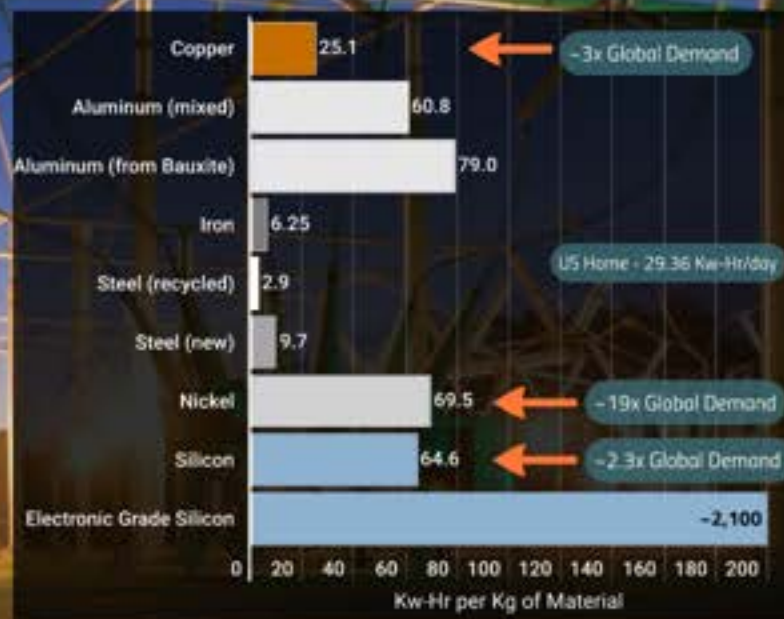 Copper 25.1 ~3x Global Demand
Aluminum (mixed) 60.8
Aluminum (from Bauxite) 79.0
Iron 6.25
US Home - 29.36 Kw-Hr/day
Steel (recycled) 2.9
Steel (new) 9.7
Nickel 69.5 ~19x Global Demand
Silicon 64.6 ~2.3x Global Demand
Electronic Grade Silicon ~2,100
0 20 40 60 80 100 120 140 160 180 200
Kw-Hr per Kg of Material